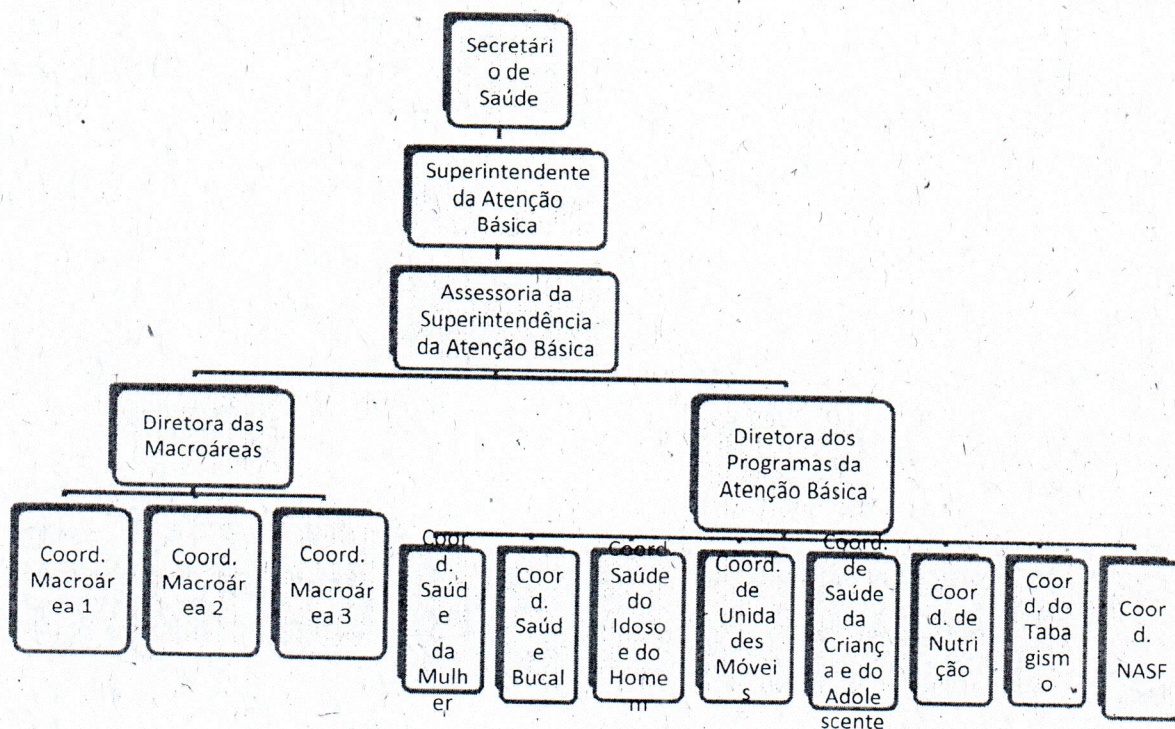 Secretári
o de
Saúde
Superintendente
da Atenção
Básica
Assessoria da
Superintendência
da Atenção Básica
Diretora das
Macroáreas
Diretora dos
Programas da
Atenção Básica
Coord.
Macroár
ea 1
Coord.
Macroár
ea 2
Coord.
Macroár
ea 3
Coor
d.
Saúd
e
da
Mulh
er
Coor
d.
Saúd
e
Bucal
Coord.
Saúde
do
Idoso
e do
Home
m
Coord.
de
Unida
des
Móvei
s
Coord.
de
Saúde
da
Crianç
a e do
Adole
scente
Coor
d. de
Nutri
ção
Coor
d. do
Taba
gism
o
Coor
d.
NASF